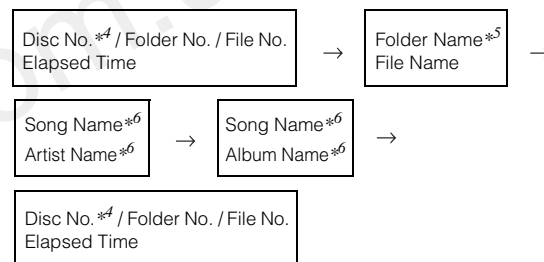 Disc No.*4 / Folder No. / File No.
Elapsed Time
→
Folder Name*5
File Name
→
Song Name*6
Artist Name*6
→
Song Name*6
Album Name*6
→
Disc No.*4 / Folder No. / File No.
Elapsed Time